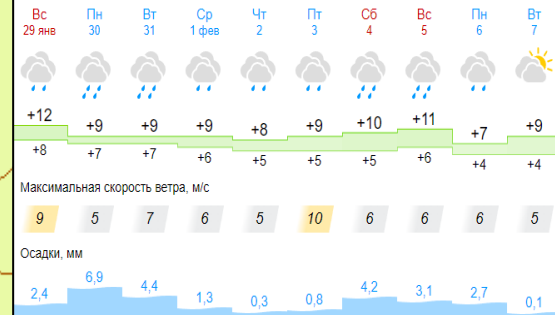 Вс Пн Вт Ср Чт Пт Сб Вс Пн Вт
29 янв 30 31 1 фев 2 3 4 5 6 7
+12 +9 +9 +9 +8 +9 +10 +11 +7 +9
+8 +7 +7 +6 +5 +5 +5 +6 +4 +4
Максимальная скорость ветра, м/с
9 5 7 6 5 10 6 6 6 5
Осадки, мм
2,4 6,9 4,4 1,3 0,3 0,8 4,2 3,1 2,7 0,1